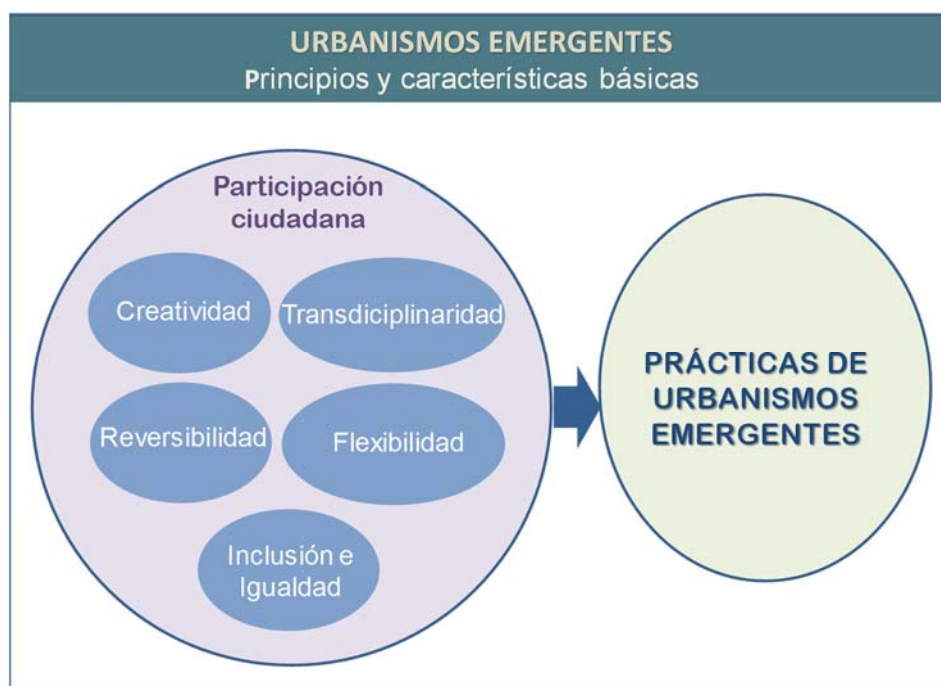 URBANISMOS EMERGENTES
Principios y características básicas
Participación
ciudadana
Creatividad
Transdiciplinaridad
Reversibilidad
Flexibilidad
Inclusión e
Igualdad
PRÁCTICAS DE
URBANISMOS
EMERGENTES